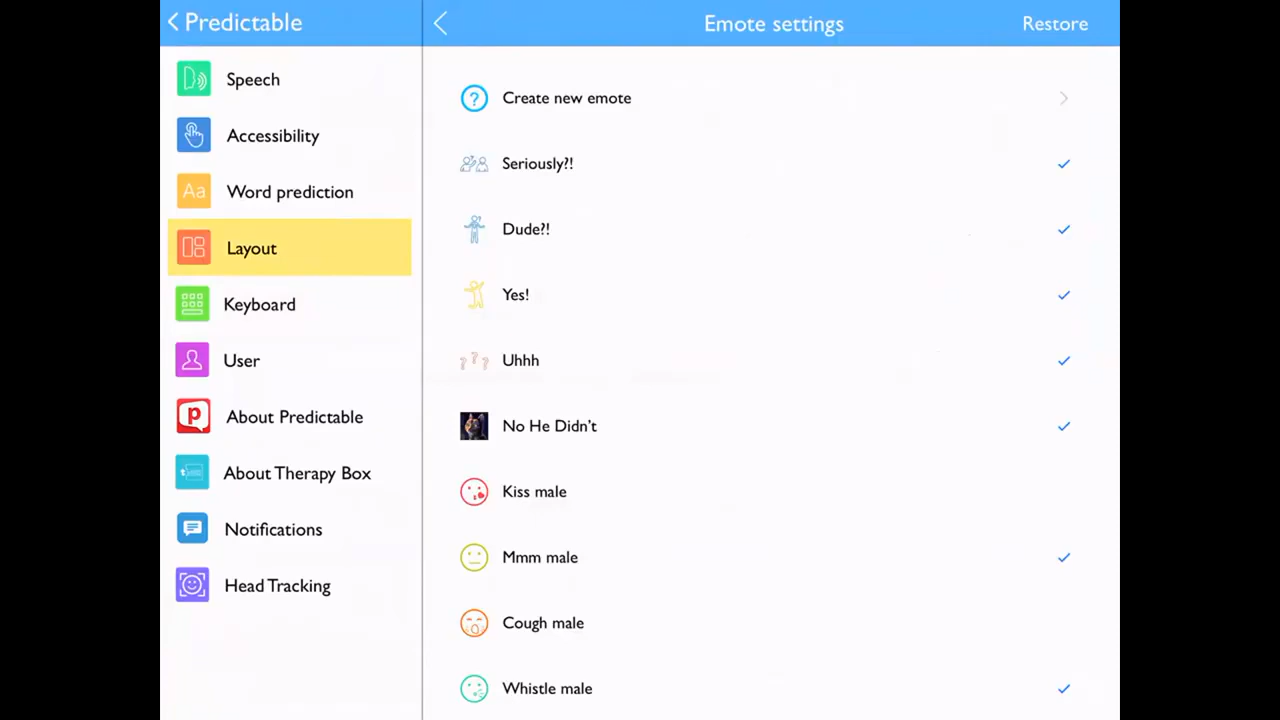 Predictable
Emote settings
Restore
Speech
Accessibility
Aa
Word prediction
Layout
Keyboard
User
p
About Predictable
About Therapy Box
Notifications
Head Tracking
?
Create new emote
Seriously?!
Dude?!
Yes!
? ? ?
Uhhh
No He Didn't
Kiss male
Mmm male
Cough male
Whistle male